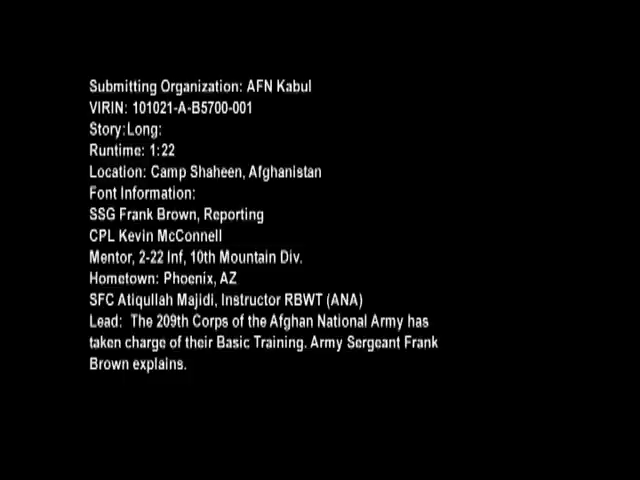 Submitting Organization: AFN Kabul
VIRIN: 101021-A-B5700-001
Story:Long:
Runtime: 1:22
Location: Camp Shaheen, Afghanistan
Font Information:
SSG Frank Brown, Reporting
CPL Kevin McConnell
Mentor, 2-22 Inf, 10th Mountain Div.
Hometown: Phoenix, AZ
SFC Atiqullah Majidi, Instructor RBWT (ANA)
Lead:  The 209th Corps of the Afghan National Army has
taken charge of their Basic Training. Army Sergeant Frank
Brown explains.